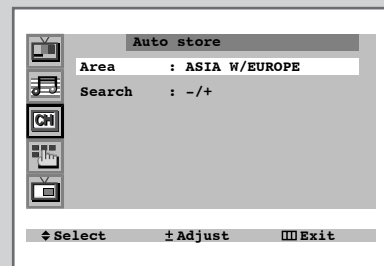 Auto store
Area : ASIA W/EUROPE
Search : -/+
CH
Select ± Adjust Exit